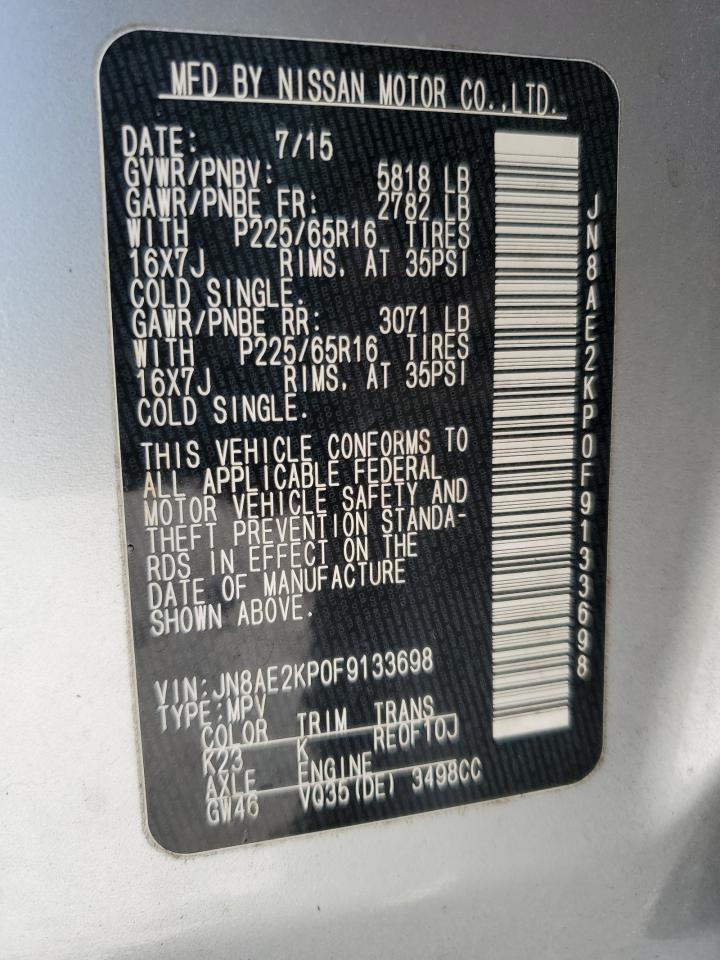 MFD BY NISSAN MOTOR CO.,LTD.
DATE: 7/15
GVWR/PNBV: 5818 LB
GAWR/PNBE FR: 2782 LB
WITH P225/65R16 TIRES
16X7J RIMS, AT 35PSI
COLD SINGLE.
GAWR/PNBE RR: 3071 LB
WITH P225/65R16 TIRES
16X7J RIMS, AT 35PSI
COLD SINGLE.
THIS VEHICLE CONFORMS TO
ALL APPLICABLE FEDERAL
MOTOR VEHICLE SAFETY AND
THEFT PREVENTION STANDA-
RDS IN EFFECT ON THE
DATE OF MANUFACTURE
SHOWN ABOVE.
VIN:JN8AE2KP0F9133698
TYPE:MPV
COLOR TRIM TRANS
K23 K RE0F10J
AXLE ENGINE
GW46 VQ35(DE) 3498CC
JN8AE2KP0F9133698